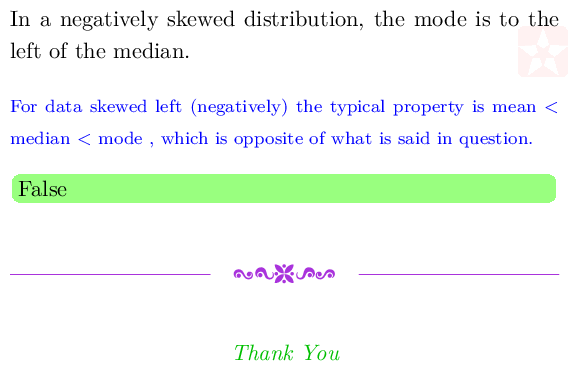 In a negatively skewed distribution, the mode is to the
left of the median.
For data skewed left (negatively) the typical property is mean <
median < mode , which is opposite of what is said in question.
False
Thank You